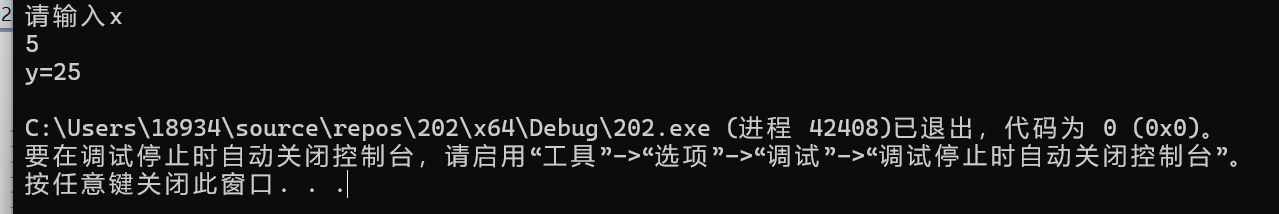 2
请输入x
5
y=25
C:\Users\18934\source\repos\202\x64\Debug\202.exe (进程 42408)已退出，代码为 0 (0x0)。
要在调试停止时自动关闭控制台，请启用“工具”->“选项”->“调试”->“调试停止时自动关闭控制台”。
按任意键关闭此窗口. . .